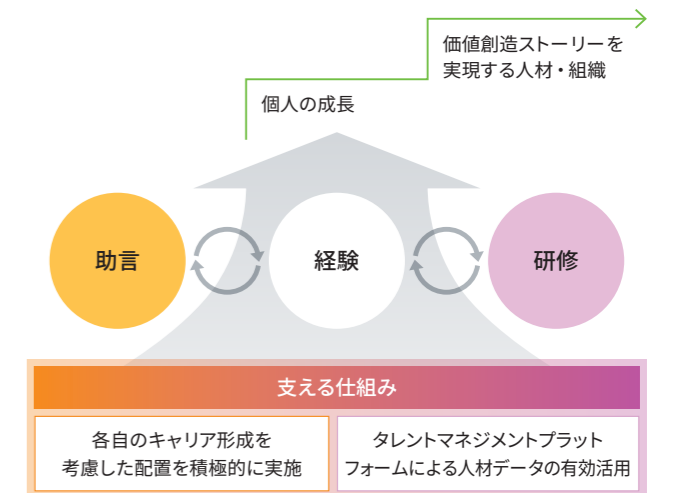 価値創造ストーリーを
実現する人材・組織
個人の成長
助言
経験
研修
支える仕組み
各自のキャリア形成を
考慮した配置を積極的に実施
タレントマネジメントプラット
フォームによる人材データの有効活用